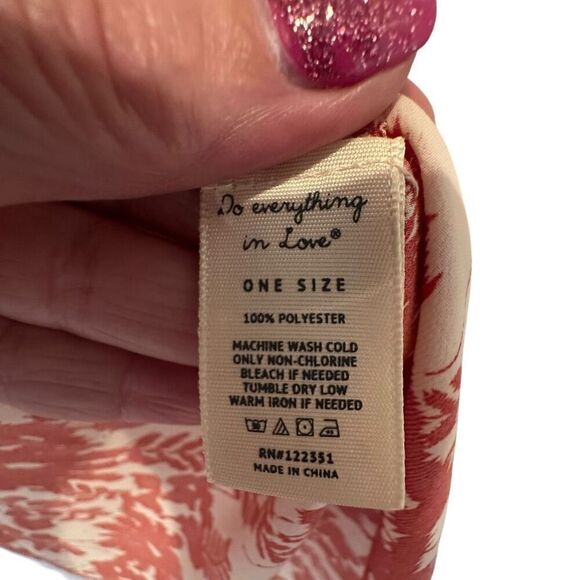 Do everything
in Love®
ONE SIZE
100% POLYESTER
MACHINE WASH COLD
ONLY NON-CHLORINE
BLEACH IF NEEDED
TUMBLE DRY LOW
WARM IRON IF NEEDED
RN#122351
MADE IN CHINA